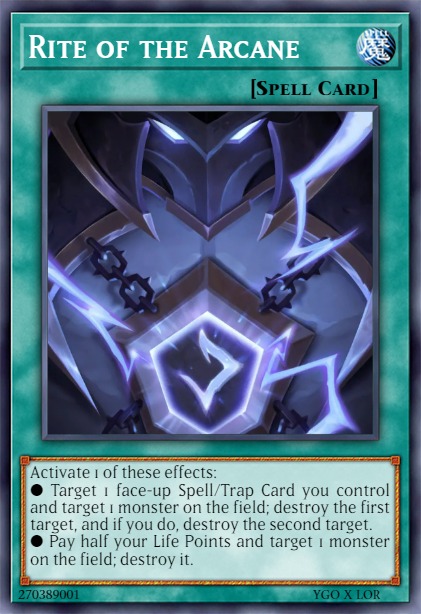 Rite of the Arcane
魔
[Spell Card]
Activate 1 of these effects:
● Target 1 face-up Spell/Trap Card you control
and target 1 monster on the field; destroy the first
target, and if you do, destroy the second target.
● Pay half your Life Points and target 1 monster
on the field; destroy it.
270389001 YGO X LOR